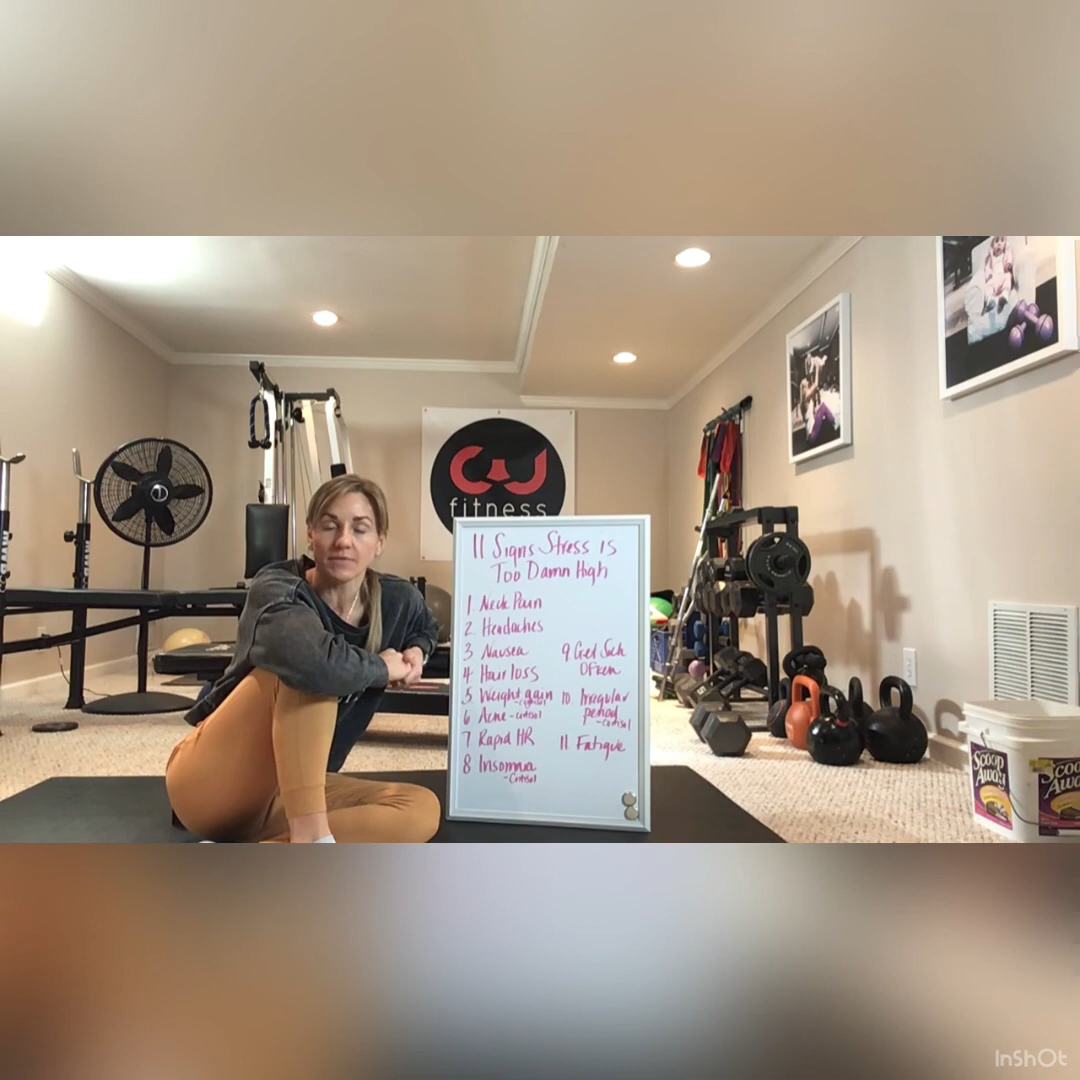 CWJ
fitness
11 Signs Stress is
Too Damn High
1 Neck Pain
2 Headaches
3 Nausea
4 Hair loss
5 Weight gain
-cortisol
6 Acne -cortisol
7 Rapid HR
8 Insomnia
-cortisol
9 Get Sick
Often
10. Irregular
period
-cortisol
11. Fatigue
Scoop
Away
Scoop
Away
InShOt